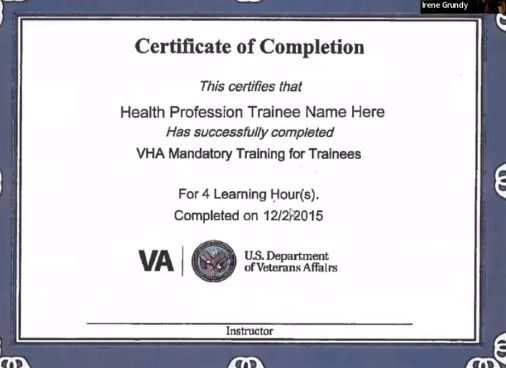 Irene Grundy
Certificate of Completion
This certifies that
Health Profession Trainee Name Here
Has successfully completed
VHA Mandatory Training for Trainees
For 4 Learning Hour(s).
Completed on 12/2/2015
VA
U.S. Department
of Veterans Affairs
Instructor